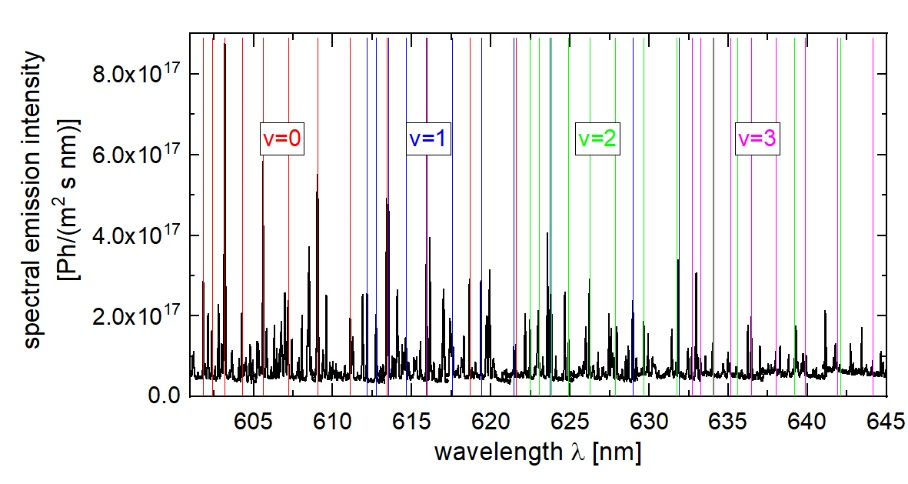 spectral emission intensity
[Ph/(m² s nm)]
8.0x10¹⁷
6.0x10¹⁷
4.0x10¹⁷
2.0x10¹⁷
0.0
v=0
v=1
v=2
v=3
605 610 615 620 625 630 635 640 645
wavelength λ [nm]